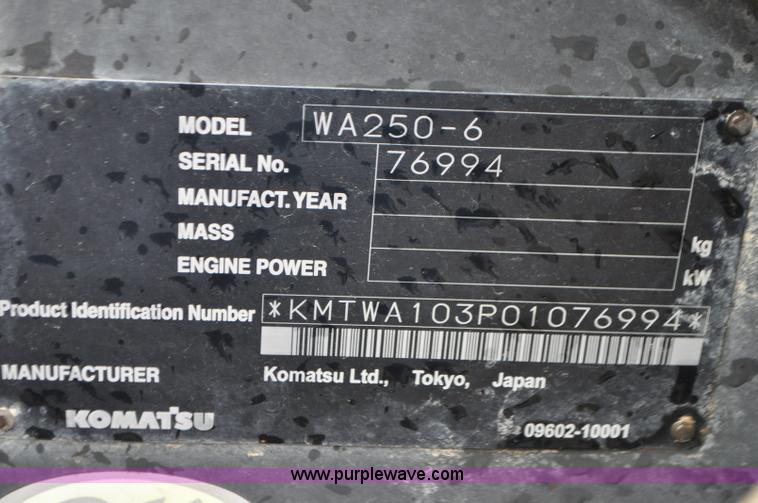 MODEL WA250-6
SERIAL No. 76994
MANUFACT. YEAR
MASS kg
ENGINE POWER kW
Product Identification Number *KMTWA103P01076994*
MANUFACTURER Komatsu Ltd., Tokyo, Japan
KOMATSU 09602-10001
www.purplewave.com